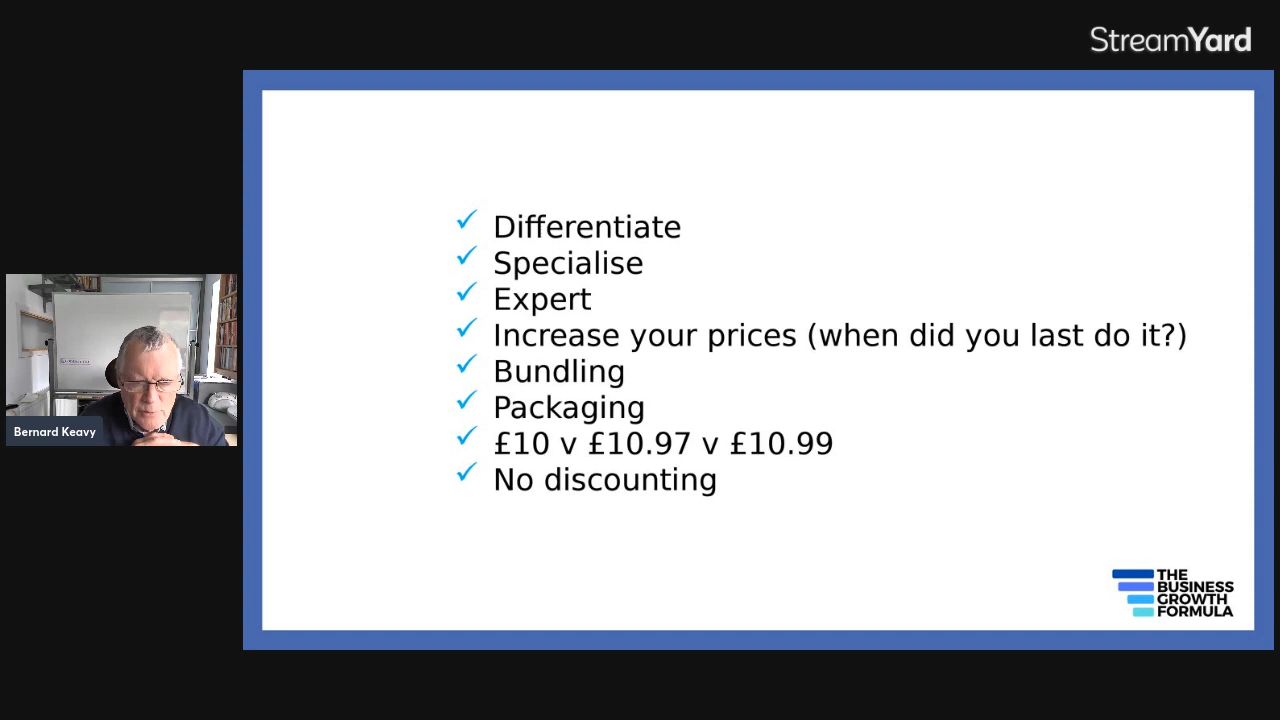 StreamYard
Differentiate
Specialise
Expert
Increase your prices (when did you last do it?)
Bundling
Packaging
£10 v £10.97 v £10.99
No discounting
Bernard Keavy
THE
BUSINESS
GROWTH
FORMULA